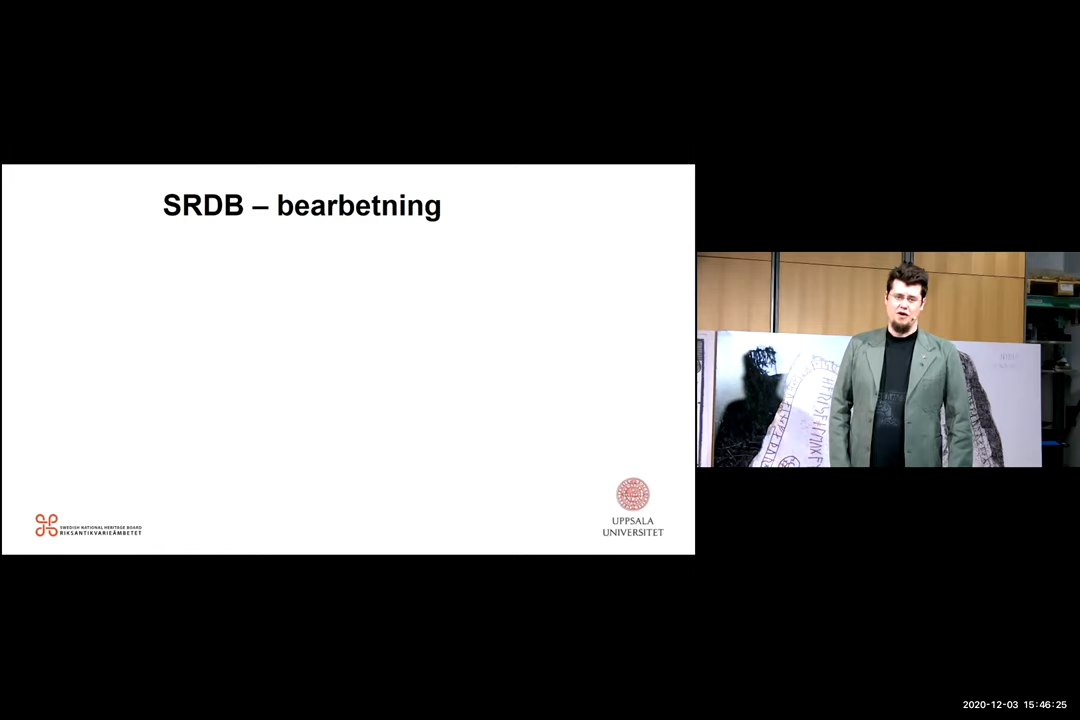 SRDB – bearbetning
SWEDISH NATIONAL HERITAGE BOARD
RIKSANTIKVARIEÄMBETET
UPPSALA
UNIVERSITET
2020-12-03 15:46:25